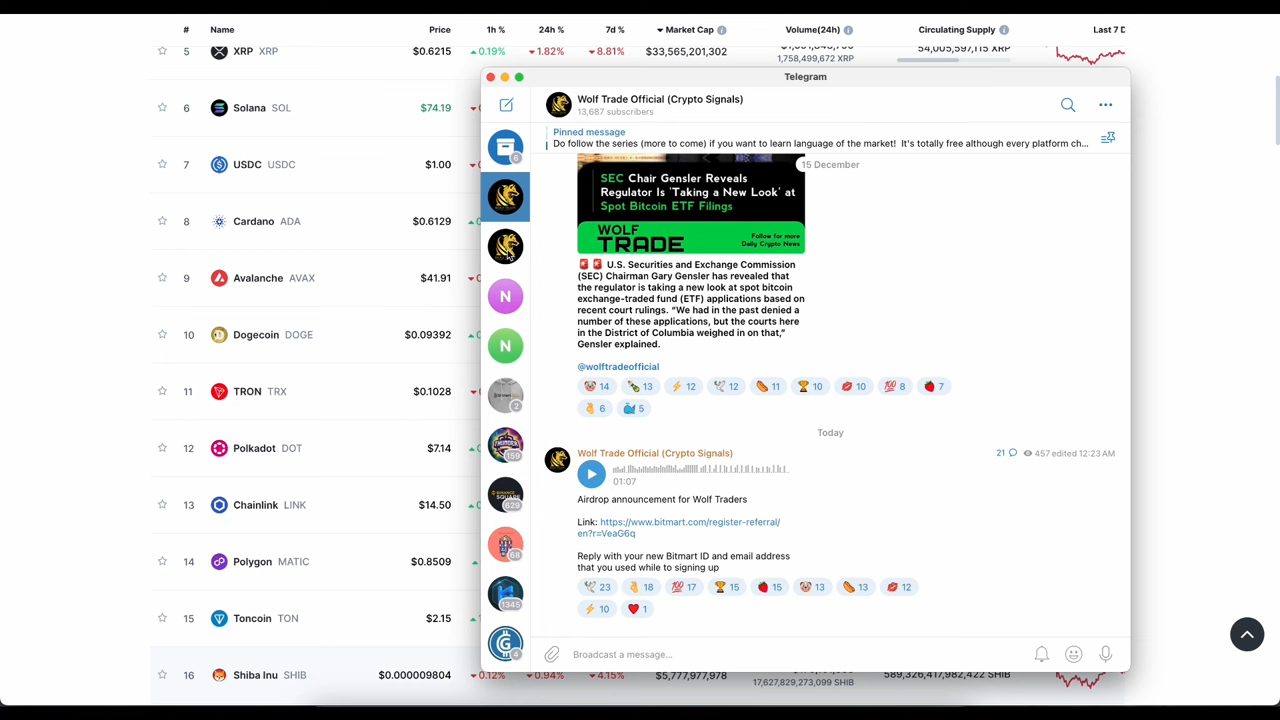 # Name Price 1h % 24h % 7d % Market Cap Volume(24h) Circulating Supply Last 7 D
5 XRP XRP $0.6215 0.19% 1.82% 8.81% $33,565,201,302 54,005,597,115 XRP
1,758,499,672 XRP
6 Solana SOL $74.19
7 USDC USDC $1.00
8 Cardano ADA $0.6129
9 Avalanche AVAX $41.91
10 Dogecoin DOGE $0.09392
11 TRON TRX $0.1028
12 Polkadot DOT $7.14
13 Chainlink LINK $14.50
14 Polygon MATIC $0.8509
15 Toncoin TON $2.15
16 Shiba Inu SHIB $0.000009804 0.12% 0.94% 4.15% $5,777,977,978 589,326,417,982,422 SHIB
17,627,829,273,099 SHIB
Telegram
Wolf Trade Official (Crypto Signals)
13,687 subscribers
Pinned message
Do follow the series (more to come) if you want to learn language of the market! It's totally free although every platform ch...
15 December
SEC Chair Gensler Reveals
Regulator Is 'Taking a New Look' at
Spot Bitcoin ETF Filings
WOLF
TRADE
Follow for more
Daily Crypto News
🚨 🚨 U.S. Securities and Exchange Commission
(SEC) Chairman Gary Gensler has revealed that
the regulator is taking a new look at spot bitcoin
exchange-traded fund (ETF) applications based on
recent court rulings. “We had in the past denied a
number of these applications, but the courts here
in the District of Columbia weighed in on that,”
Gensler explained.
@wolftradeofficial
14 13 12 12 11 10 10 💯 8 7
6 5
Today
Wolf Trade Official (Crypto Signals) 21 457 edited 12:23 AM
01:07
Airdrop announcement for Wolf Traders
Link: https://www.bitmart.com/register-referral/
en?r=VeaG6q
Reply with your new Bitmart ID and email address
that you used while to signing up
23 18 💯 17 15 15 13 13 12
10 1
Broadcast a message...
6
N
N
2
159
BINANCE
SQUARE
629
68
1345
G
4